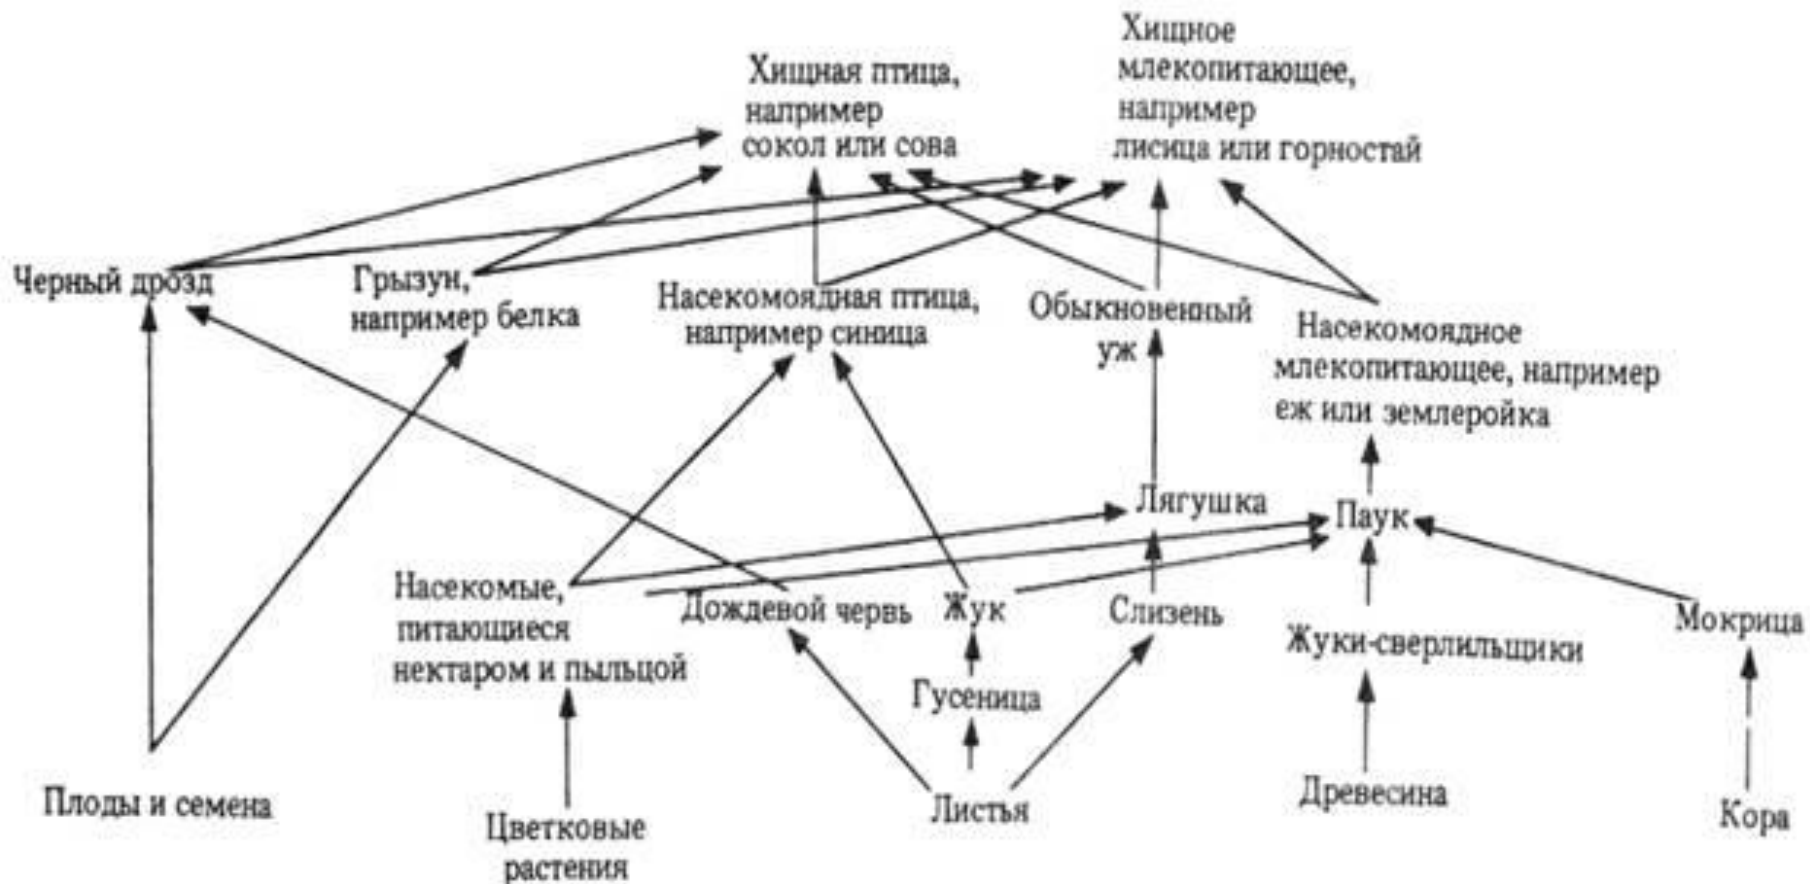 Хищная птица,
например
сокол или сова
Хищное
млекопитающее,
например
лисица или горностай
Черный дрозд
Грызун,
например белка
Насекомоядная птица,
например синица
Обыкновенный
уж
Насекомоядное
млекопитающее, например
еж или землеройка
Лягушка
Паук
Насекомые,
питающиеся
нектаром и пыльцой
Дождевой червь
Жук
Слизень
Жуки-сверлильщики
Мокрица
Гусеница
Плоды и семена
Цветковые
растения
Листья
Древесина
Кора